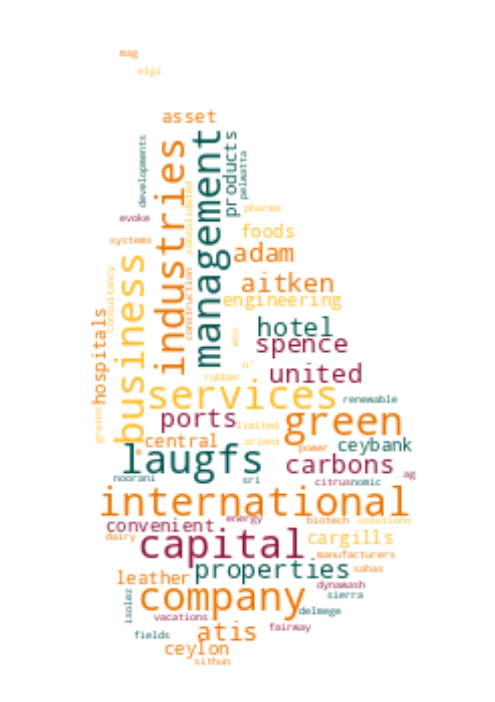 mag
elgi
asset
developments
industries
management
products
pelwatta
consolidated
pharma
evoke
foods
systems
adam
consultancy
business
construction
aitken
engineering
hospitals
eco
hotel
spence
n'
united
rubber
services
renewable
grains
ports
green
limited
central
orient
power
ceybank
laugfs
carbons
noorani
sri
citrus
nomic
ag
international
convenient
energy
biotech
solutions
dairy
capital
cargills
manufacturers
leather
properties
sahas
dynawash
isolez
company
sierra
delmege
vacations
fields
atis
fairway
ceylon
sithun